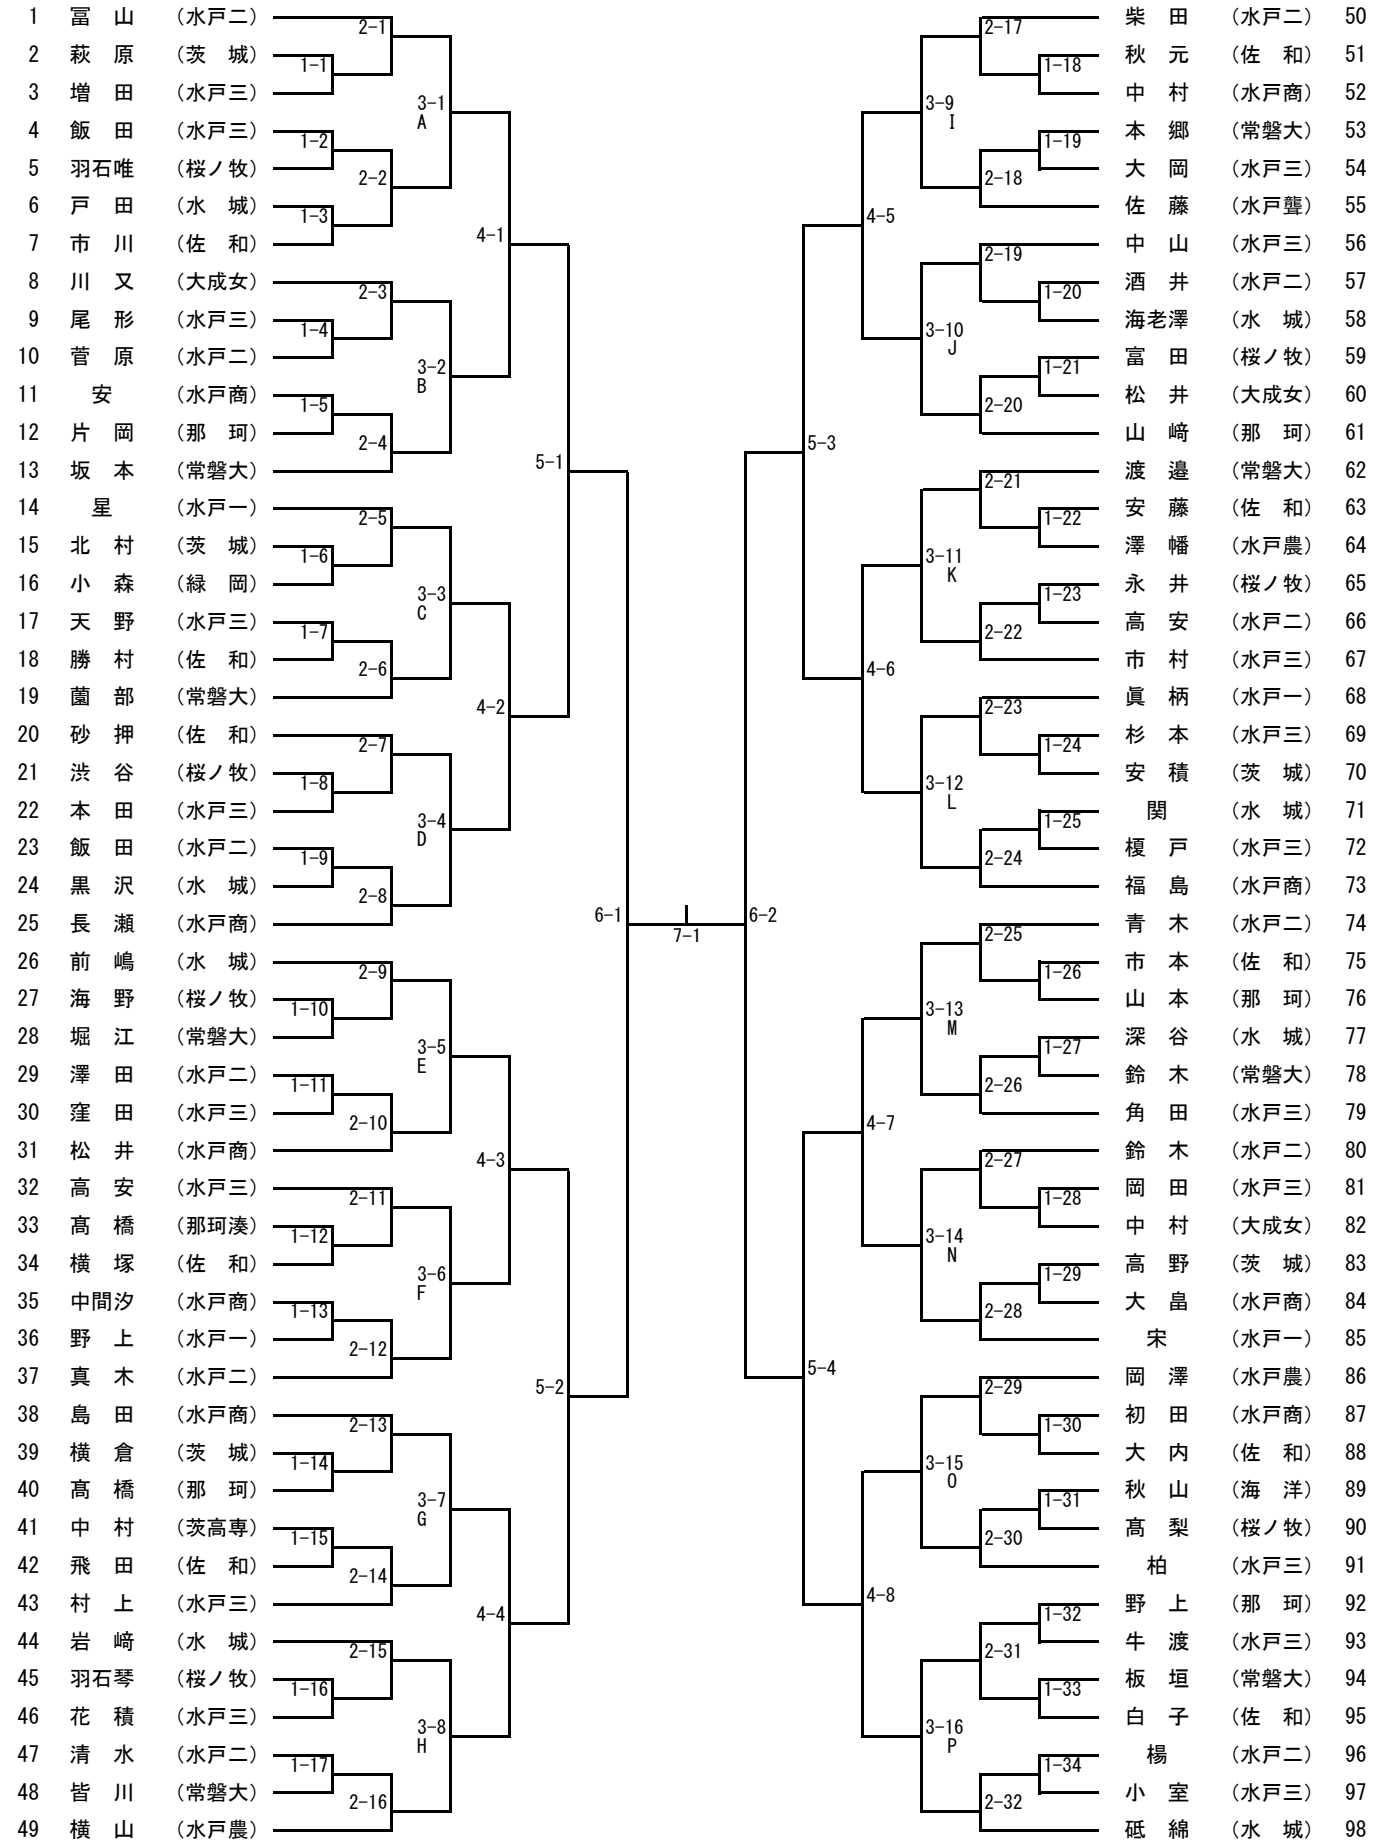 1 冨 山 （水戸二）
2 萩 原 （茨 城）
3 増 田 （水戸三）
4 飯 田 （水戸三）
5 羽石唯 （桜ノ牧）
6 戸 田 （水 城）
7 市 川 （佐 和）
8 川 又 （大成女）
9 尾 形 （水戸三）
10 菅 原 （水戸二）
11 安 （水戸商）
12 片 岡 （那 珂）
13 坂 本 （常磐大）
14 星 （水戸一）
15 北 村 （茨 城）
16 小 森 （緑 岡）
17 天 野 （水戸三）
18 勝 村 （佐 和）
19 薗 部 （常磐大）
20 砂 押 （佐 和）
21 渋 谷 （桜ノ牧）
22 本 田 （水戸三）
23 飯 田 （水戸二）
24 黒 沢 （水 城）
25 長 瀬 （水戸商）
26 前 嶋 （水 城）
27 海 野 （桜ノ牧）
28 堀 江 （常磐大）
29 澤 田 （水戸二）
30 窪 田 （水戸三）
31 松 井 （水戸商）
32 高 安 （水戸三）
33 髙 橋 （那珂湊）
34 横 塚 （佐 和）
35 中間汐 （水戸商）
36 野 上 （水戸一）
37 真 木 （水戸二）
38 島 田 （水戸商）
39 横 倉 （茨 城）
40 髙 橋 （那 珂）
41 中 村 （茨高専）
42 飛 田 （佐 和）
43 村 上 （水戸三）
44 岩 﨑 （水 城）
45 羽石琴 （桜ノ牧）
46 花 積 （水戸三）
47 清 水 （水戸二）
48 皆 川 （常磐大）
49 横 山 （水戸農）
1-1
1-2
1-3
1-4
1-5
1-6
1-7
1-8
1-9
1-10
1-11
1-12
1-13
1-14
1-15
1-16
1-17
2-1
2-2
2-3
2-4
2-5
2-6
2-7
2-8
2-9
2-10
2-11
2-12
2-13
2-14
2-15
2-16
3-1
A
3-2
B
3-3
C
3-4
D
3-5
E
3-6
F
3-7
G
3-8
H
4-1
4-2
4-3
4-4
5-1
5-2
6-1
7-1
6-2
5-3
5-4
4-5
4-6
4-7
4-8
3-9
I
3-10
J
3-11
K
3-12
L
3-13
M
3-14
N
3-15
O
3-16
P
2-17
2-18
2-19
2-20
2-21
2-22
2-23
2-24
2-25
2-26
2-27
2-28
2-29
2-30
2-31
2-32
1-18
1-19
1-20
1-21
1-22
1-23
1-24
1-25
1-26
1-27
1-28
1-29
1-30
1-31
1-32
1-33
1-34
柴 田 （水戸二） 50
秋 元 （佐 和） 51
中 村 （水戸商） 52
本 郷 （常磐大） 53
大 岡 （水戸三） 54
佐 藤 （水戸聾） 55
中 山 （水戸三） 56
酒 井 （水戸二） 57
海老澤 （水 城） 58
富 田 （桜ノ牧） 59
松 井 （大成女） 60
山 﨑 （那 珂） 61
渡 邉 （常磐大） 62
安 藤 （佐 和） 63
澤 幡 （水戸農） 64
永 井 （桜ノ牧） 65
高 安 （水戸二） 66
市 村 （水戸三） 67
眞 柄 （水戸一） 68
杉 本 （水戸三） 69
安 積 （茨 城） 70
関 （水 城） 71
榎 戸 （水戸三） 72
福 島 （水戸商） 73
青 木 （水戸二） 74
市 本 （佐 和） 75
山 本 （那 珂） 76
深 谷 （水 城） 77
鈴 木 （常磐大） 78
角 田 （水戸三） 79
鈴 木 （水戸二） 80
岡 田 （水戸三） 81
中 村 （大成女） 82
高 野 （茨 城） 83
大 畠 （水戸商） 84
宋 （水戸一） 85
岡 澤 （水戸農） 86
初 田 （水戸商） 87
大 内 （佐 和） 88
秋 山 （海 洋） 89
髙 梨 （桜ノ牧） 90
柏 （水戸三） 91
野 上 （那 珂） 92
牛 渡 （水戸三） 93
板 垣 （常磐大） 94
白 子 （佐 和） 95
楊 （水戸二） 96
小 室 （水戸三） 97
砥 綿 （水 城） 98